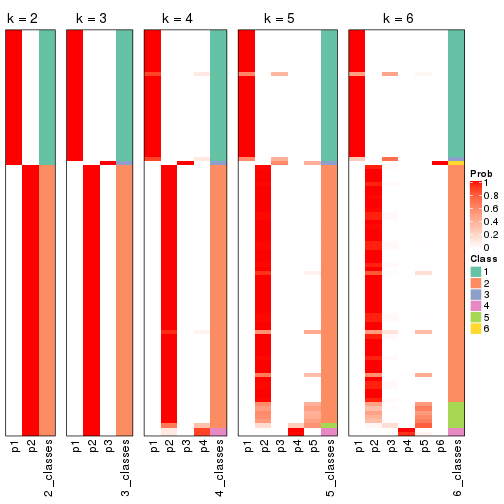 k = 2
k = 3
k = 4
k = 5
k = 6
Prob
1
0.8
0.6
0.4
0.2
0
Class
1
2
3
4
5
6
p1
p2
2_classes
p1
p2
p3
3_classes
p1
p2
p3
p4
4_classes
p1
p2
p3
p4
p5
5_classes
p1
p2
p3
p4
p5
p6
6_classes